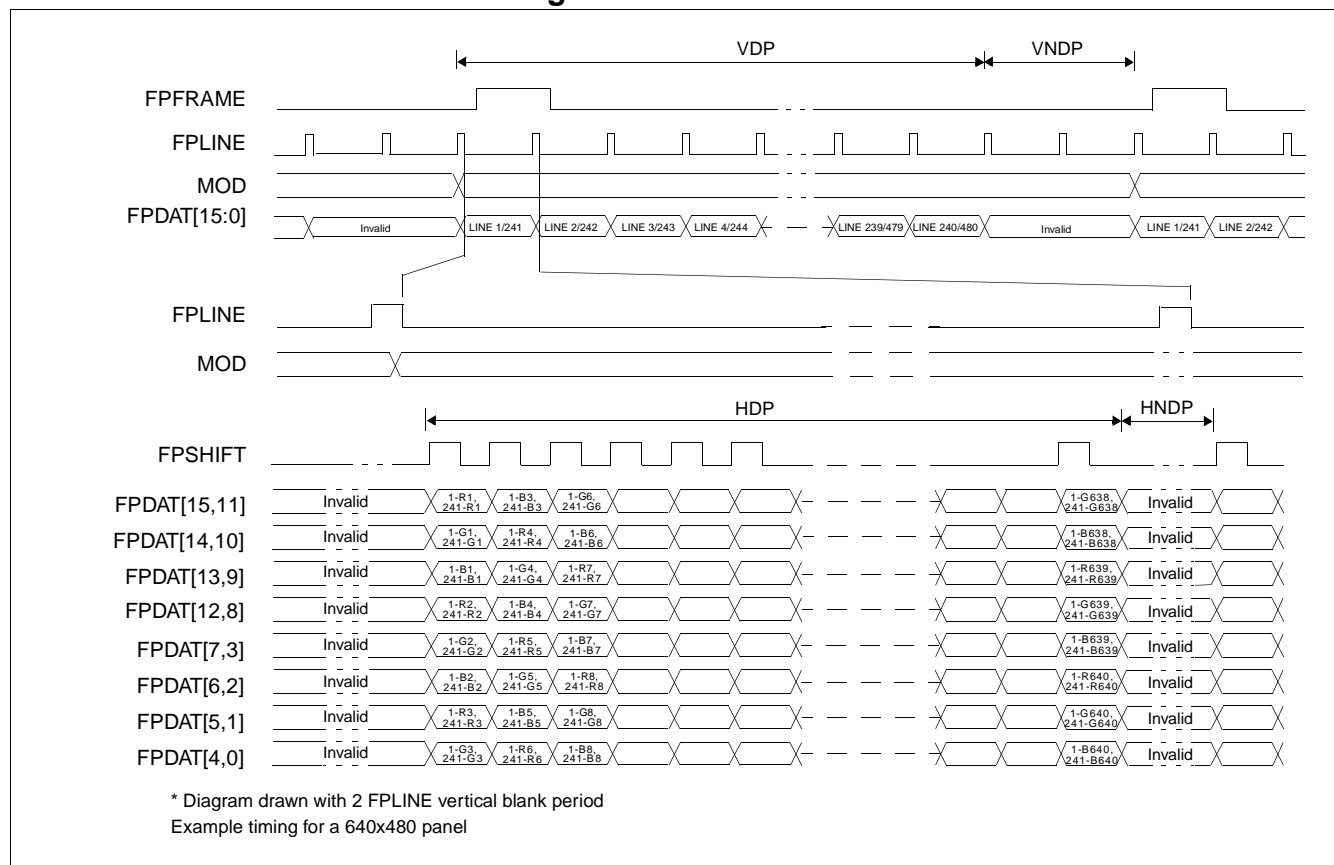 VDP VNDP
FPFRAME
FPLINE
MOD
FPDAT[15:0] Invalid LINE 1/241 LINE 2/242 LINE 3/243 LINE 4/244 LINE 239/479 LINE 240/480 Invalid LINE 1/241 LINE 2/242
FPLINE
MOD
HDP HNDP
FPSHIFT
FPDAT[15,11] Invalid 1-R1, 241-R1 1-B3, 241-B3 1-G6, 241-G6 1-G638, 241-G638 Invalid
FPDAT[14,10] Invalid 1-G1, 241-G1 1-R4, 241-R4 1-B6, 241-B6 1-B638, 241-B638 Invalid
FPDAT[13,9] Invalid 1-B1, 241-B1 1-G4, 241-G4 1-R7, 241-R7 1-R639, 241-R639 Invalid
FPDAT[12,8] Invalid 1-R2, 241-R2 1-B4, 241-B4 1-G7, 241-G7 1-G639, 241-G639 Invalid
FPDAT[7,3] Invalid 1-G2, 241-G2 1-R5, 241-R5 1-B7, 241-B7 1-B639, 241-B639 Invalid
FPDAT[6,2] Invalid 1-B2, 241-B2 1-G5, 241-G5 1-R8, 241-R8 1-R640, 241-R640 Invalid
FPDAT[5,1] Invalid 1-R3, 241-R3 1-B5, 241-B5 1-G8, 241-G8 1-G640, 241-G640 Invalid
FPDAT[4,0] Invalid 1-G3, 241-G3 1-R6, 241-R6 1-B8, 241-B8 1-B640, 241-B640 Invalid
* Diagram drawn with 2 FPLINE vertical blank period
Example timing for a 640x480 panel